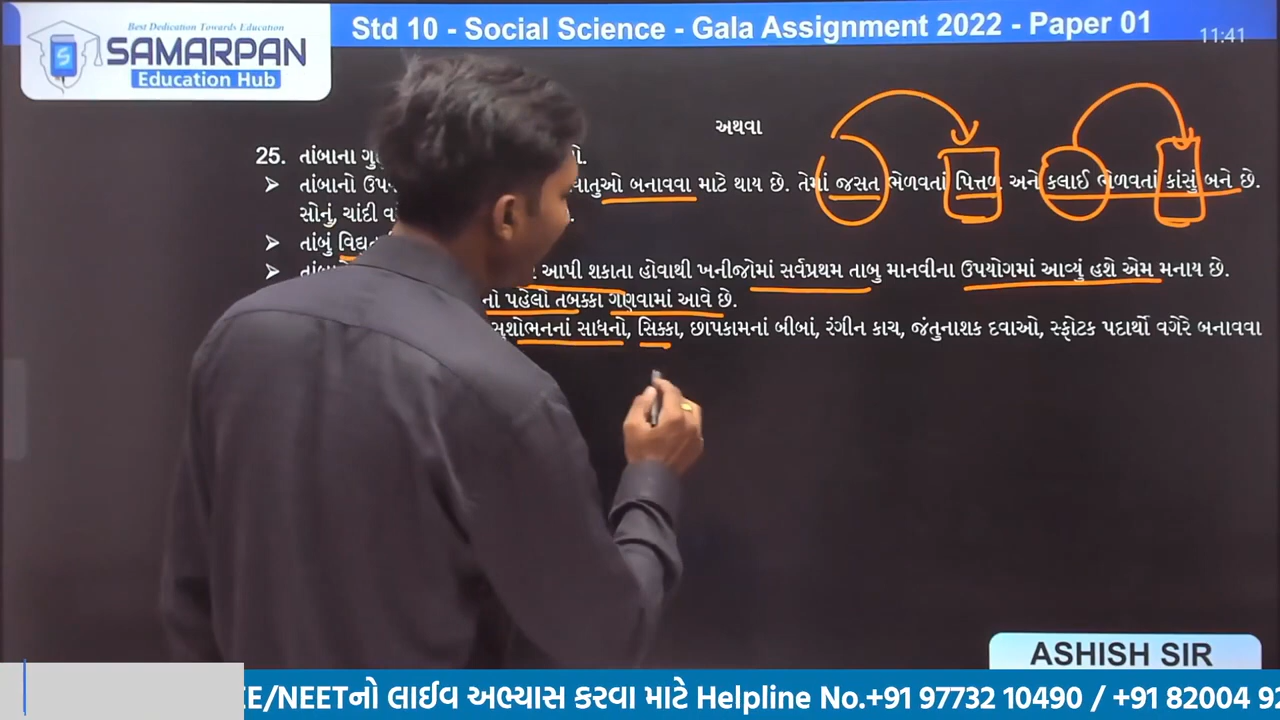 Best Dedication Towards Education
SAMARPAN
Education Hub
Std 10 - Social Science - Gala Assignment 2022 - Paper 01
11:41
અથવા
25. તાંબાના
➤ તાંબાનો બનાવવા માટે થાય છે. તેમાં જસત ભેળવતાં પિત્તળ અને કલાઈ ભેળવતાં કાંસુ બને છે.
સોનું, ચાંદી
➤ તાંબું
➤ આપી શકાતા હોવાથી ખનીજોમાં સર્વપ્રથમ તાબુ માનવીના ઉપયોગમાં આવ્યું હશે એમ મનાય છે.
નો પહેલો તબક્કા ગણવામાં આવે છે.
સુશોભનનાં સાધનો, સિક્કા, છાપકામનાં બીબાં, રંગીન કાચ, જંતુનાશક દવાઓ, સ્ફોટક પદાર્થો વગેરે બનાવવા
ASHISH SIR
EE/NEETનો લાઈવ અભ્યાસ કરવા માટે Helpline No.+91 97732 10490 / +91 82004